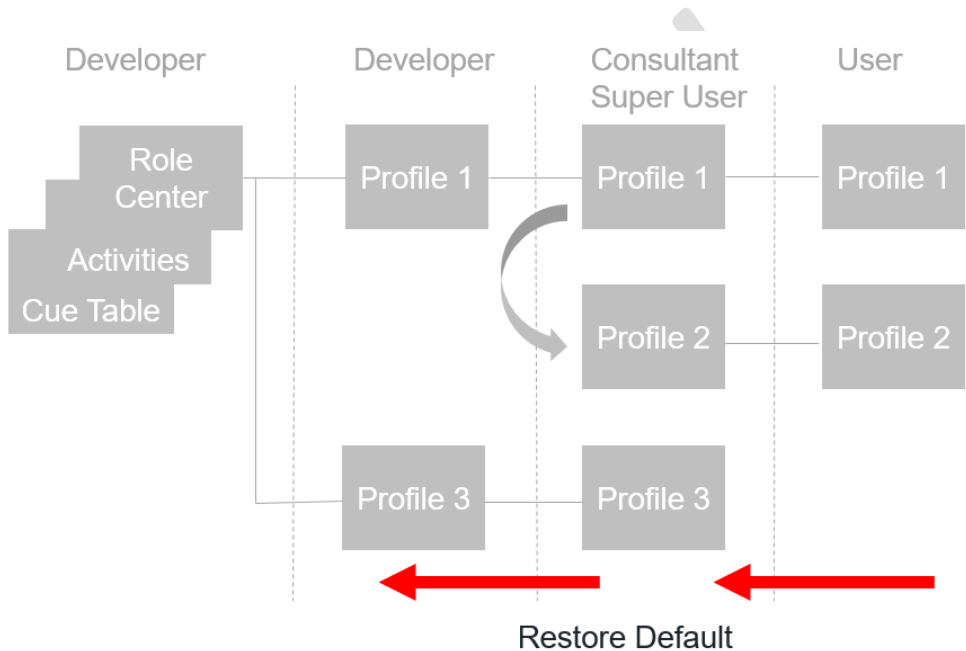 Developer
Developer
Consultant
Super User
User
Role
Center
Activities
Cue Table
Profile 1
Profile 1
Profile 1
Profile 2
Profile 2
Profile 3
Profile 3
Restore Default